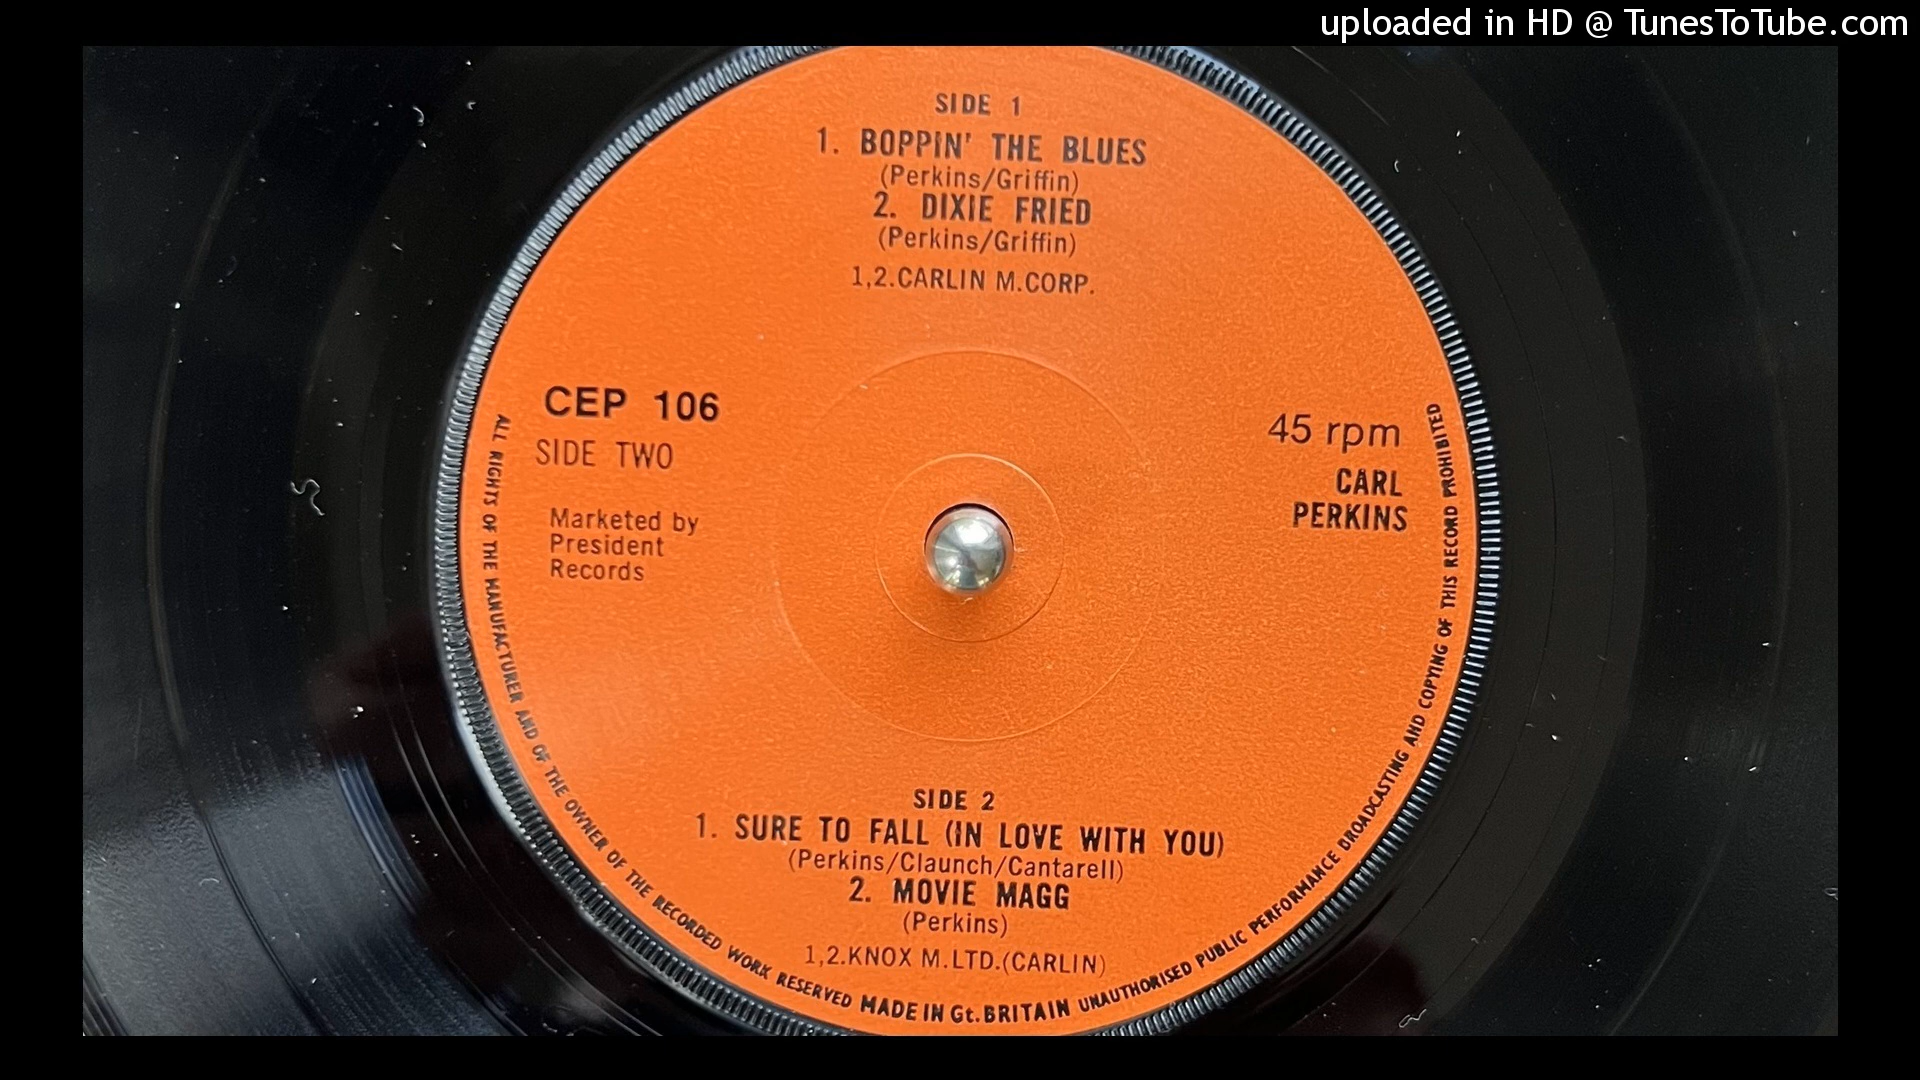 uploaded in HD @ TunesToTube.com
SIDE 1
1. BOPPIN' THE BLUES
(Perkins/Griffin)
2. DIXIE FRIED
(Perkins/Griffin)
1,2.CARLIN M.CORP.
CEP 106
SIDE TWO
Marketed by
President
Records
45 rpm
CARL
PERKINS
SIDE 2
1. SURE TO FALL (IN LOVE WITH YOU)
(Perkins/Claunch/Cantarell)
2. MOVIE MAGG
(Perkins)
1,2.KNOX M.LTD.(CARLIN)
ALL RIGHTS OF THE MANUFACTURER AND OF THE OWNER OF THE RECORDED WORK RESERVED MADE IN Gt. BRITAIN UNAUTHORISED PUBLIC PERFORMANCE BROADCASTING AND COPYING OF THIS RECORD PROHIBITED